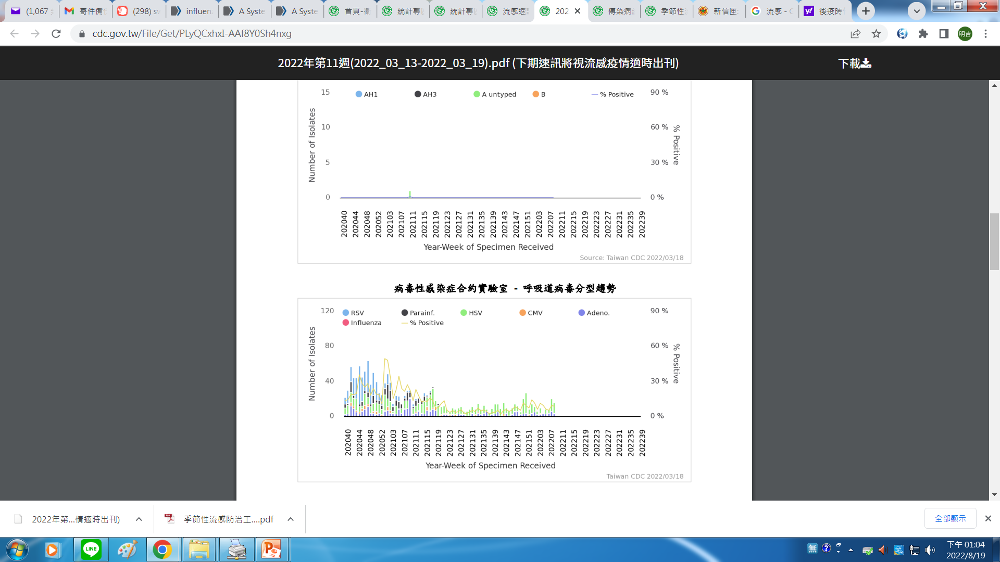 (1,067
寄件備
(298) sv
influen
A Syste
A Syste
首頁-衛
統計專區
統計專區
流感速
202
傳染病
季節性
新信匣:
流感 - G
後疫時
cdc.gov.tw/File/Get/PLyQCxhxI-AAf8Y0Sh4nxg
明吉
2022年第11週(2022_03_13-2022_03_19).pdf (下期速訊將視流感疫情適時出刊)
下載
15
AH1
AH3
A untyped
B
% Positive
90 %
10
60 %
5
30 %
0
0 %
Number of Isolates
% Positive
202040 202044 202048 202052 202103 202107 202111 202115 202119 202123 202127 202131 202135 202139 202143 202147 202151 202203 202207 202211 202215 202219 202223 202227 202231 202235 202239
Year-Week of Specimen Received
Source: Taiwan CDC 2022/03/18
病毒性感染症合約實驗室 - 呼吸道病毒分型趨勢
120
RSV
Parainf.
HSV
CMV
Adeno.
90 %
Influenza
% Positive
80
60 %
40
30 %
0
0 %
Number of Isolates
% Positive
202040 202044 202048 202052 202103 202107 202111 202115 202119 202123 202127 202131 202135 202139 202143 202147 202151 202203 202207 202211 202215 202219 202223 202227 202231 202235 202239
Year-Week of Specimen Received
Taiwan CDC 2022/03/18
2022年第...情適時出刊)
季節性流感防治工....pdf
全部顯示
LINE
無
下午 01:04
2022/8/19